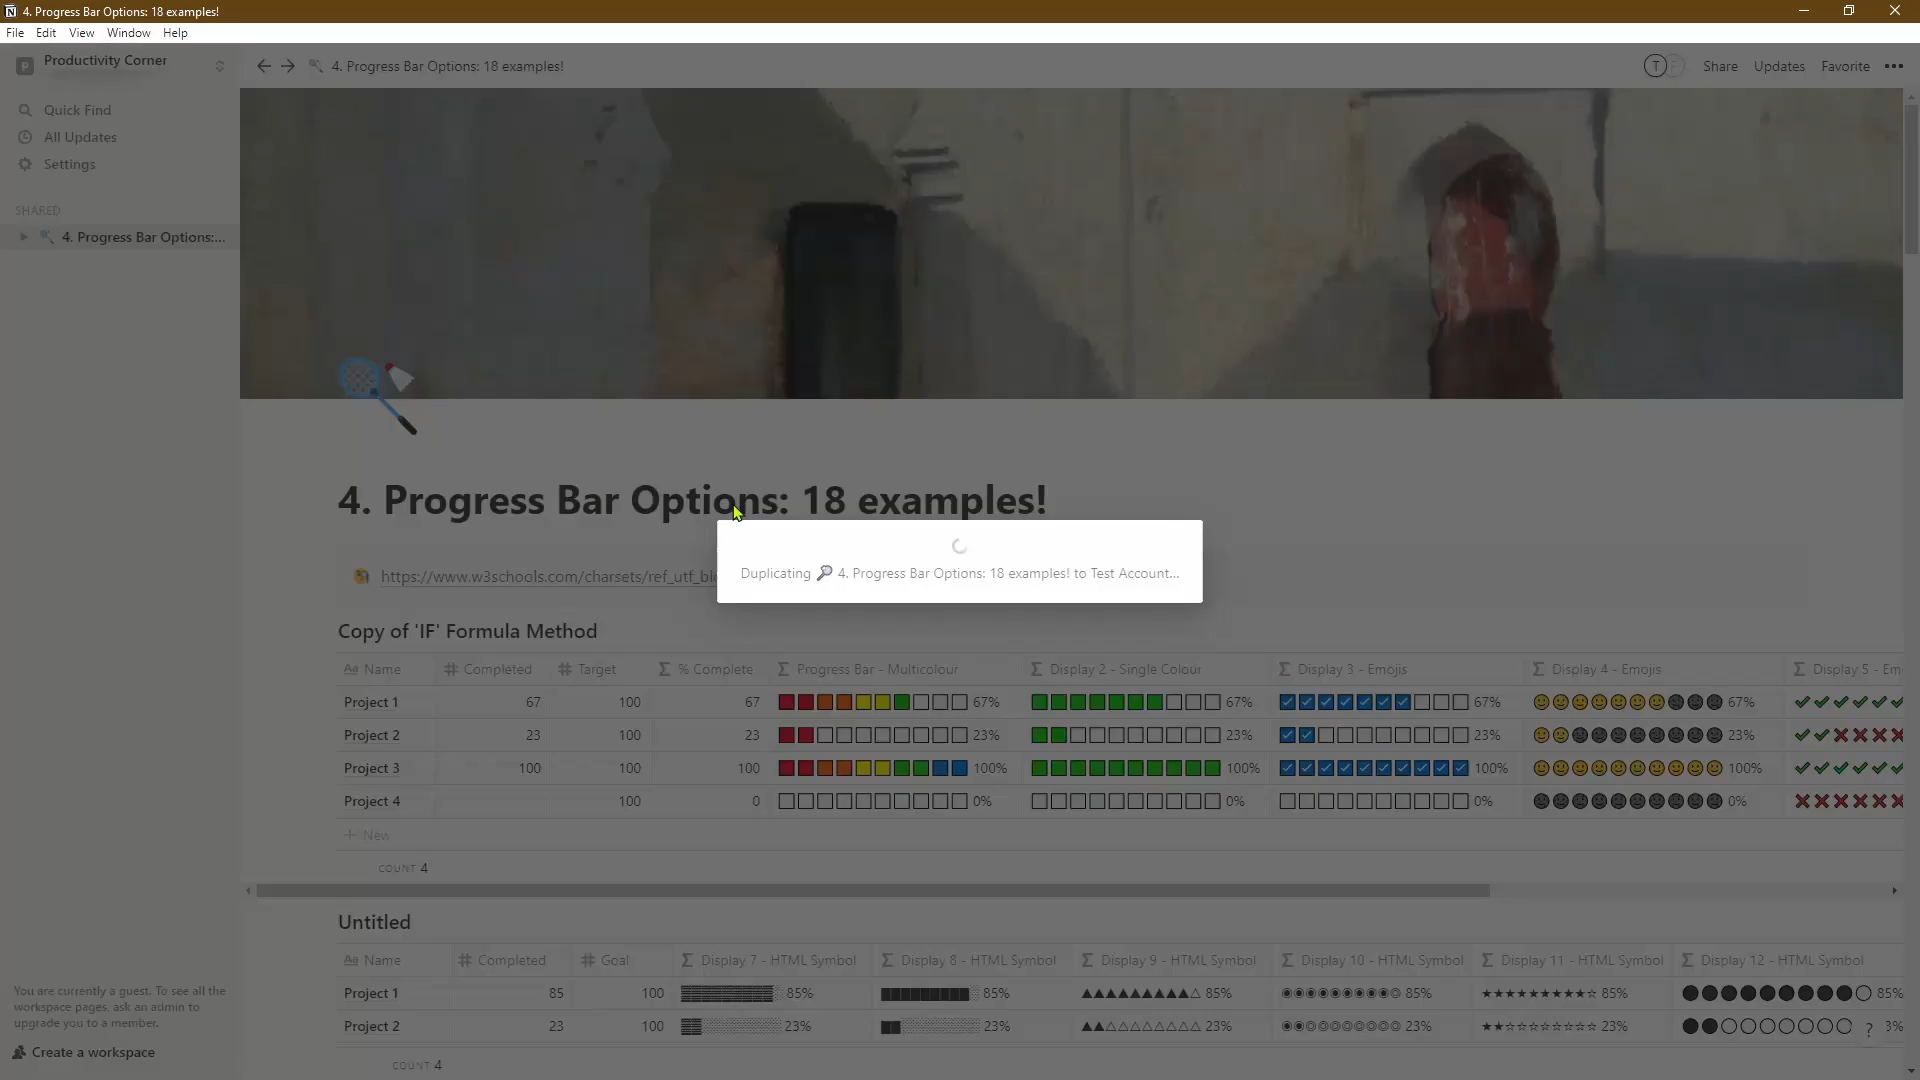 4. Progress Bar Options: 18 examples!
File Edit View Window Help
P Productivity Corner
4. Progress Bar Options: 18 examples!
T Share Updates Favorite •••
Quick Find
All Updates
Settings
SHARED
4. Progress Bar Options:...
4. Progress Bar Options: 18 examples!
Duplicating 4. Progress Bar Options: 18 examples! to Test Account...
https://www.w3schools.com/charsets/ref_utf_bl
Copy of 'IF' Formula Method
Aa Name # Completed # Target Σ % Complete Σ Progress Bar - Multicolour Σ Display 2 - Single Colour Σ Display 3 - Emojis Σ Display 4 - Emojis Σ Display 5 - Em
Project 1 67 100 67 67% 67% 67% 67%
Project 2 23 100 23 23% 23% 23% 23%
Project 3 100 100 100 100% 100% 100% 100%
Project 4 100 0 0% 0% 0% 0%
+ New
COUNT 4
Untitled
Aa Name # Completed # Goal Σ Display 7 - HTML Symbol Σ Display 8 - HTML Symbol Σ Display 9 - HTML Symbol Σ Display 10 - HTML Symbol Σ Display 11 - HTML Symbol Σ Display 12 - HTML Symbol
Project 1 85 100 85% 85% ▲▲▲▲▲▲▲▲▲△ 85% ◉◉◉◉◉◉◉◉◉◎ 85% ★★★★★★★★★☆ 85% 85%
Project 2 23 100 23% 23% ▲▲△△△△△△△△ 23% ◉◉◎◎◎◎◎◎◎◎ 23% ★★☆☆☆☆☆☆☆☆ 23% 3%
COUNT 4
You are currently a guest. To see all the
workspace pages, ask an admin to
upgrade you to a member.
Create a workspace
?